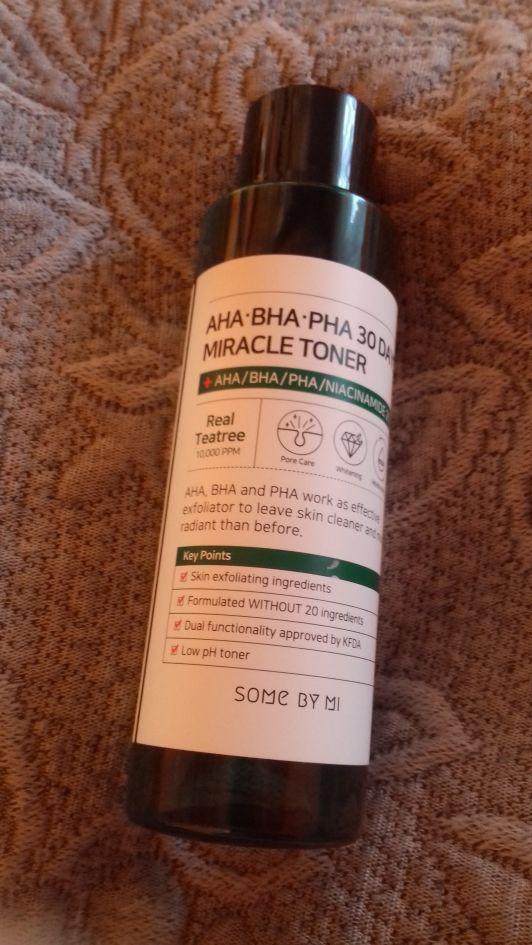 AHA·BHA·PHA 30 DA
MIRACLE TONER
+ AHA/BHA/PHA/NIACINAMIDE
Real
Teatree
10,000 PPM
Pore Care
Whitening
AHA, BHA and PHA work as effective
exfoliator to leave skin cleaner and
radiant than before.
Key Points
Skin exfoliating ingredients
Formulated WITHOUT 20 ingredients
Dual functionality approved by KFDA
Low pH toner
SOME BY MI